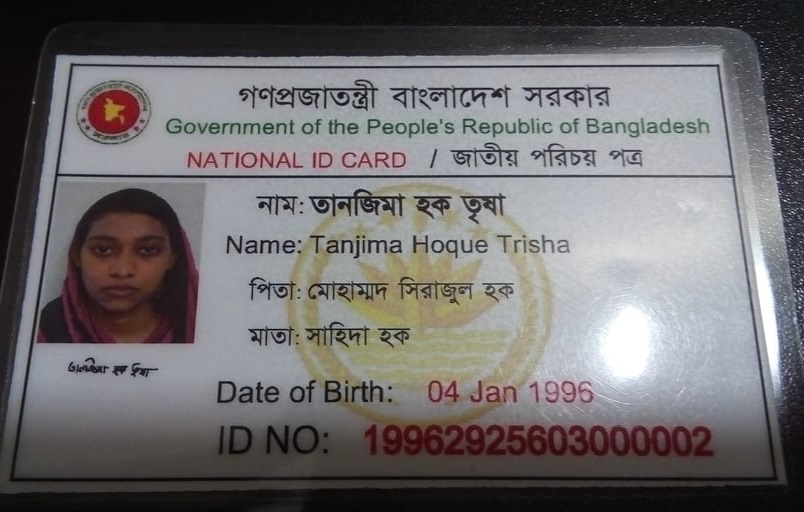 গণপ্রজাতন্ত্রী বাংলাদেশ সরকার
Government of the People's Republic of Bangladesh
NATIONAL ID CARD / জাতীয় পরিচয় পত্র
নাম: তানজিমা হক তৃষা
Name: Tanjima Hoque Trisha
পিতা: মোহাম্মদ সিরাজুল হক
মাতা: সাহিদা হক
তানজিমা হক তৃষা
Date of Birth: 04 Jan 1996
ID NO: 19962925603000002